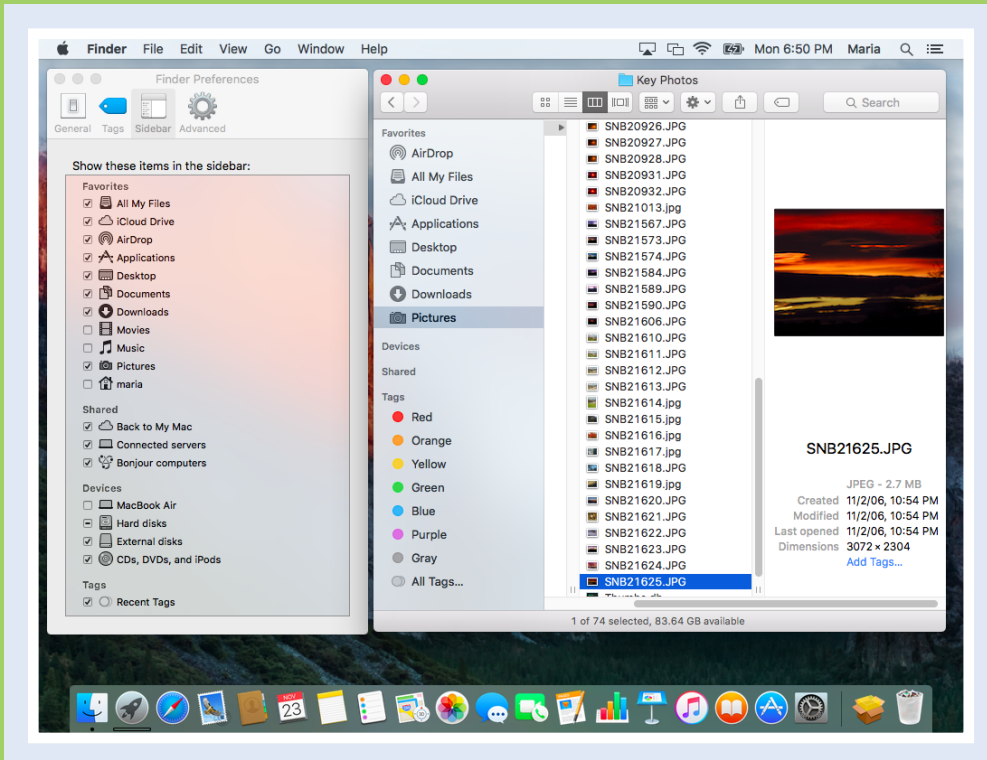 Finder File Edit View Go Window Help Mon 6:50 PM Maria
Finder Preferences
General Tags Sidebar Advanced
Show these items in the sidebar:
Favorites
All My Files
iCloud Drive
AirDrop
Applications
Desktop
Documents
Downloads
Movies
Music
Pictures
maria
Shared
Back to My Mac
Connected servers
Bonjour computers
Devices
MacBook Air
Hard disks
External disks
CDs, DVDs, and iPods
Tags
Recent Tags
Key Photos
Search
Favorites
AirDrop
All My Files
iCloud Drive
Applications
Desktop
Documents
Downloads
Pictures
Devices
Shared
Tags
Red
Orange
Yellow
Green
Blue
Purple
Gray
All Tags...
SNB20926.JPG
SNB20927.JPG
SNB20928.JPG
SNB20931.JPG
SNB20932.JPG
SNB21013.jpg
SNB21567.JPG
SNB21573.JPG
SNB21574.JPG
SNB21584.JPG
SNB21589.JPG
SNB21590.JPG
SNB21606.JPG
SNB21610.JPG
SNB21611.JPG
SNB21612.JPG
SNB21613.JPG
SNB21614.jpg
SNB21615.jpg
SNB21616.jpg
SNB21617.jpg
SNB21618.JPG
SNB21619.jpg
SNB21620.JPG
SNB21621.JPG
SNB21622.JPG
SNB21623.JPG
SNB21624.JPG
SNB21625.JPG
SNB21625.JPG
JPEG - 2.7 MB
Created 11/2/06, 10:54 PM
Modified 11/2/06, 10:54 PM
Last opened 11/2/06, 10:54 PM
Dimensions 3072 × 2304
Add Tags...
1 of 74 selected, 83.64 GB available
NOV
23